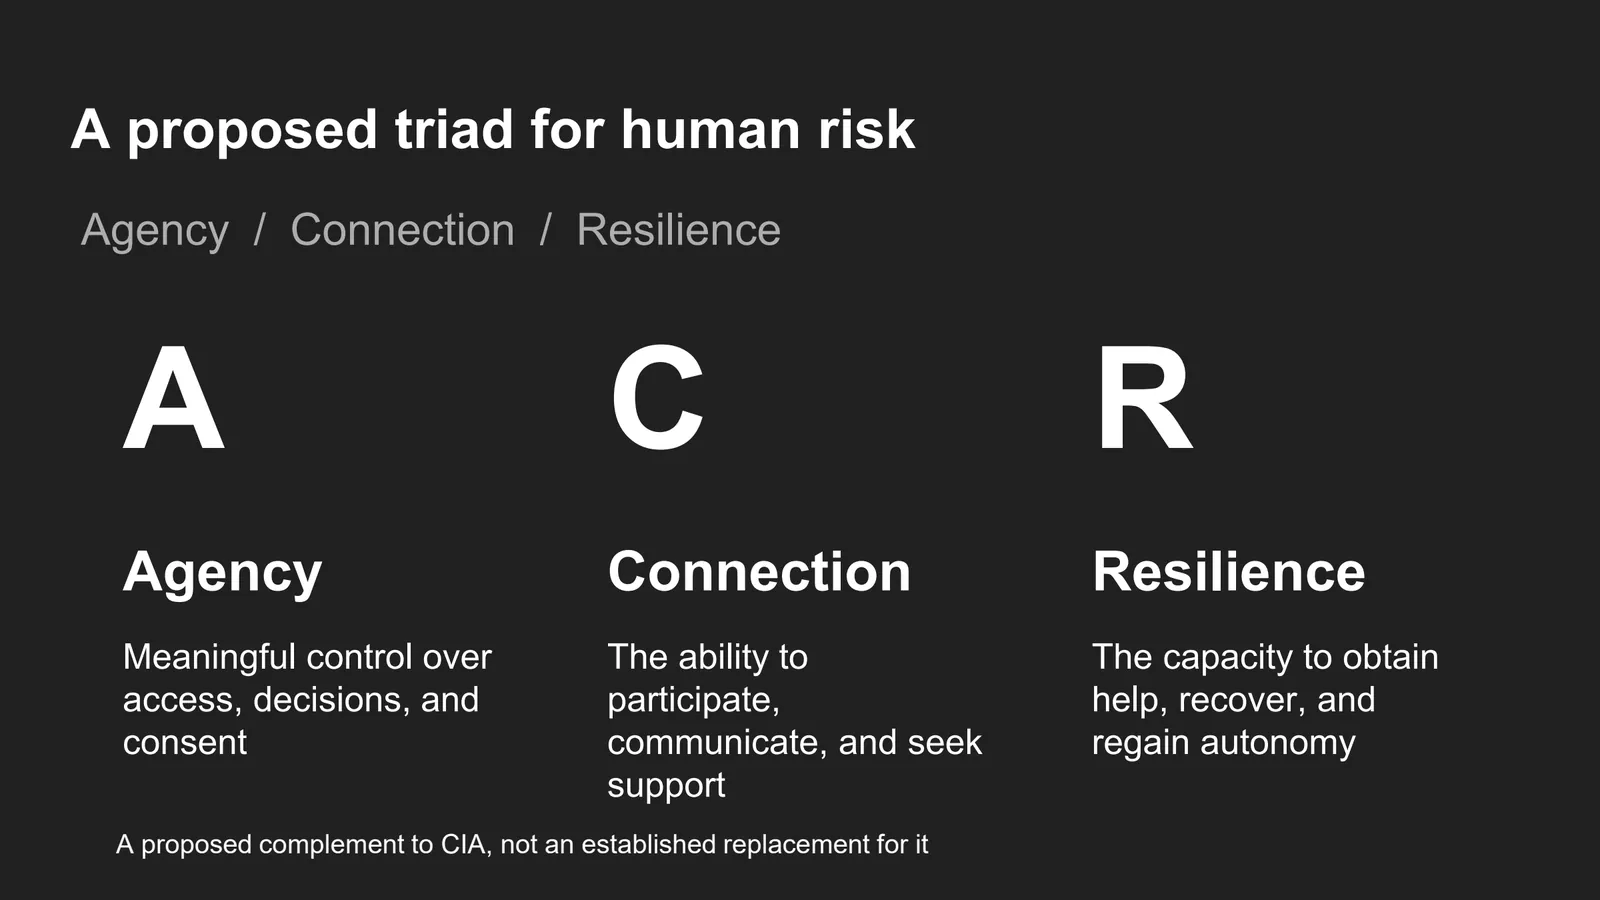 A proposed triad for human risk
Agency / Connection / Resilience
A
C
R
Agency
Meaningful control over
access, decisions, and
consent
Connection
The ability to
participate,
communicate, and seek
support
Resilience
The capacity to obtain
help, recover, and
regain autonomy
A proposed complement to CIA, not an established replacement for it